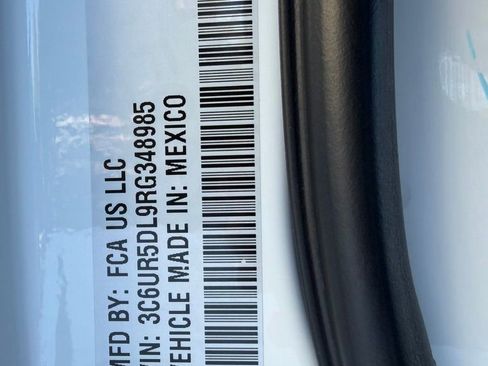 MFD BY: FCA US LLC
VIN: 3C6UR5DL9RG348985
VEHICLE MADE IN: MEXICO